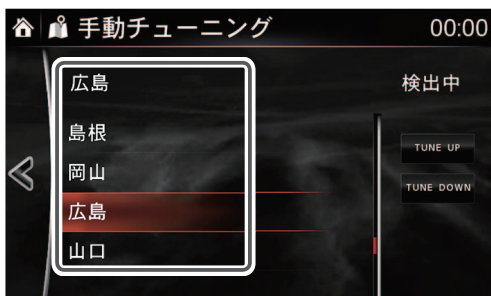 手動チューニング 00:00
広島 検出中
島根
岡山
広島
山口
TUNE UP
TUNE DOWN